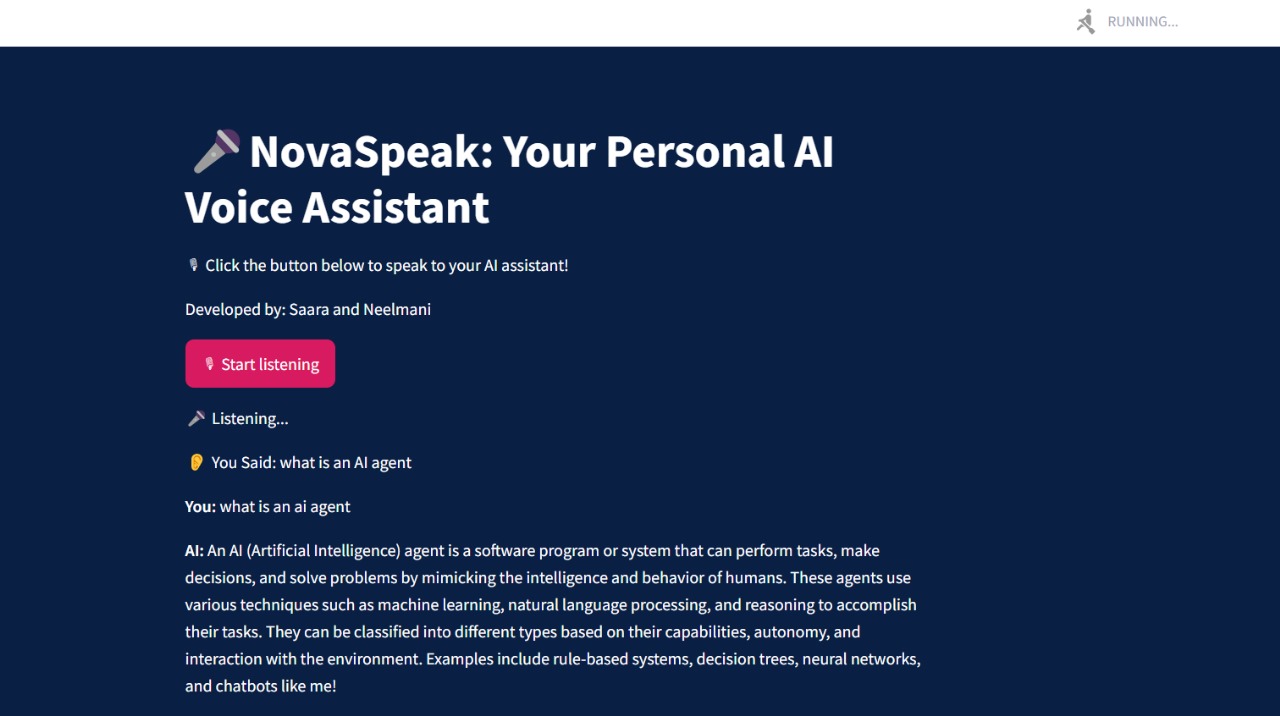 RUNNING...
🎤 NovaSpeak: Your Personal AI
Voice Assistant
🎙 Click the button below to speak to your AI assistant!
Developed by: Saara and Neelmani
🎙 Start listening
🎤 Listening...
👂 You Said: what is an AI agent
You: what is an ai agent
AI: An AI (Artificial Intelligence) agent is a software program or system that can perform tasks, make
decisions, and solve problems by mimicking the intelligence and behavior of humans. These agents use
various techniques such as machine learning, natural language processing, and reasoning to accomplish
their tasks. They can be classified into different types based on their capabilities, autonomy, and
interaction with the environment. Examples include rule-based systems, decision trees, neural networks,
and chatbots like me!